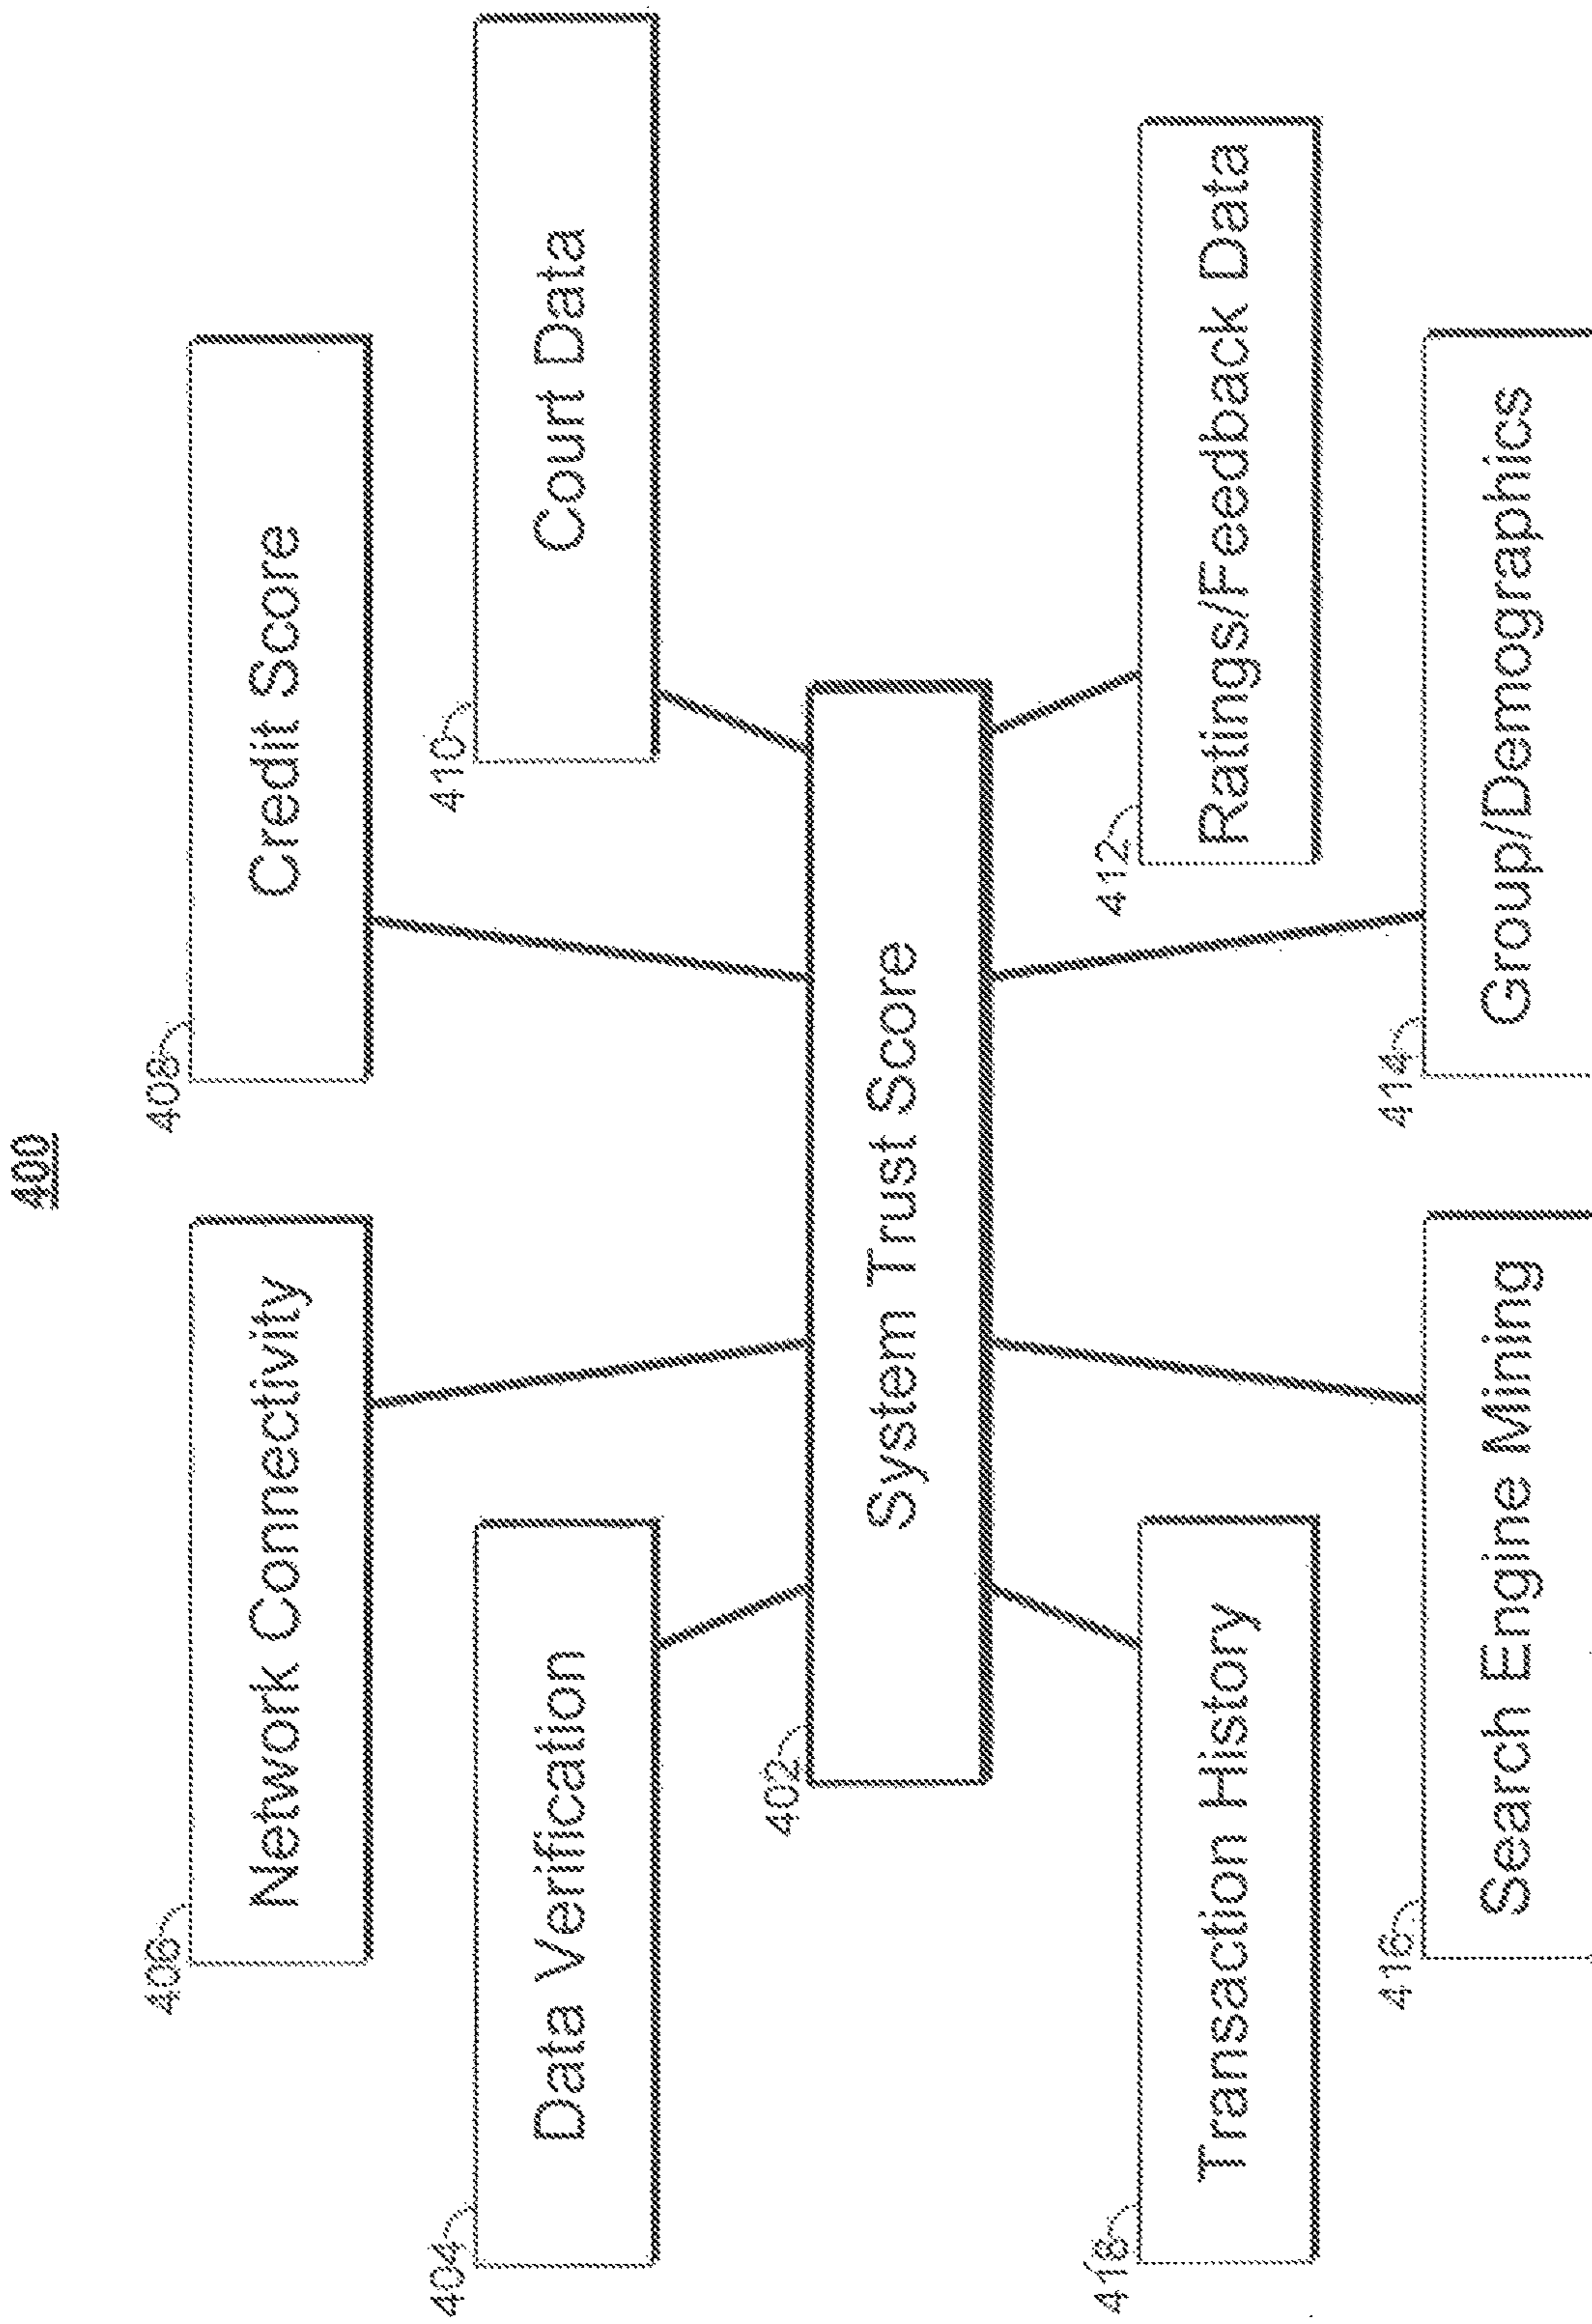 400
406
Network Connectivity
408
Credit Score
404
Data Verification
410
Court Data
402
System Trust Score
418
Transaction History
412
Ratings/Feedback Data
416
Search Engine Mining
414
Group/Demographics